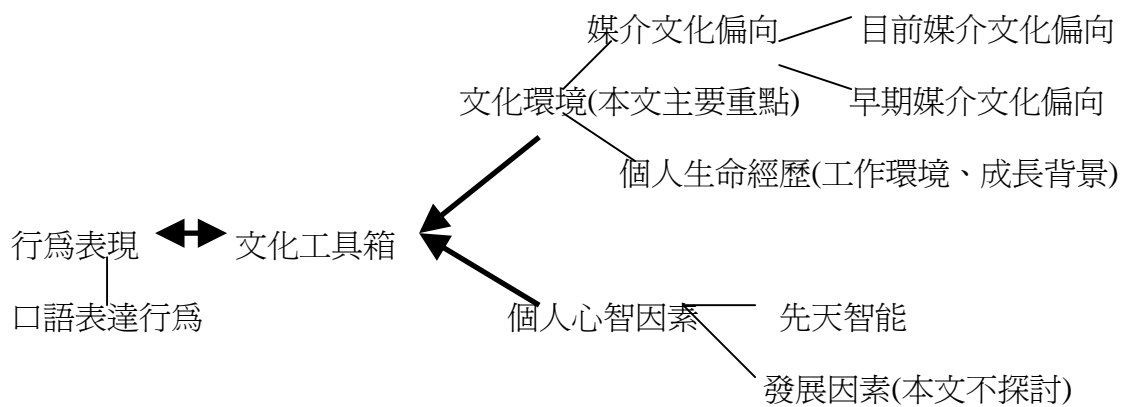 媒介文化偏向 目前媒介文化偏向
文化環境(本文主要重點) 早期媒介文化偏向
個人生命經歷(工作環境、成長背景)
行為表現 文化工具箱
口語表達行為 個人心智因素 先天智能
發展因素(本文不探討)